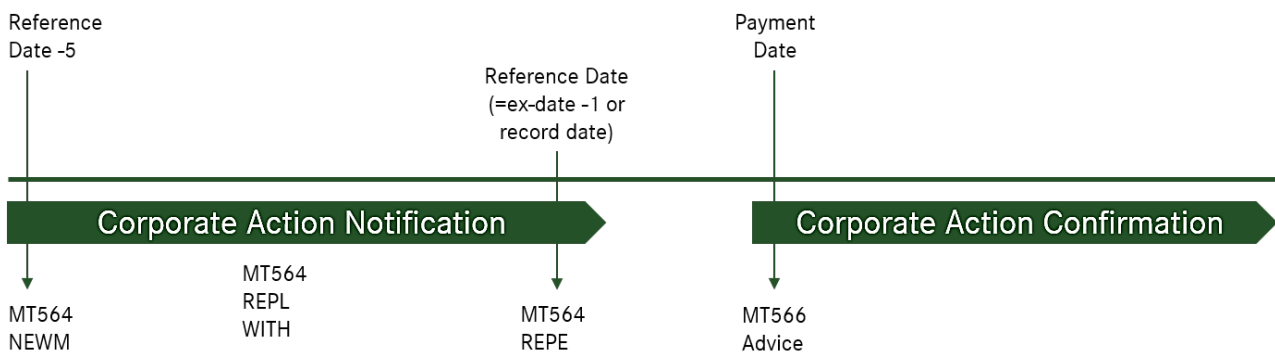 Reference
Date -5
Reference Date
(=ex-date -1 or
record date)
Payment
Date
Corporate Action Notification
Corporate Action Confirmation
MT564
NEWM
MT564
REPL
WITH
MT564
REPE
MT566
Advice